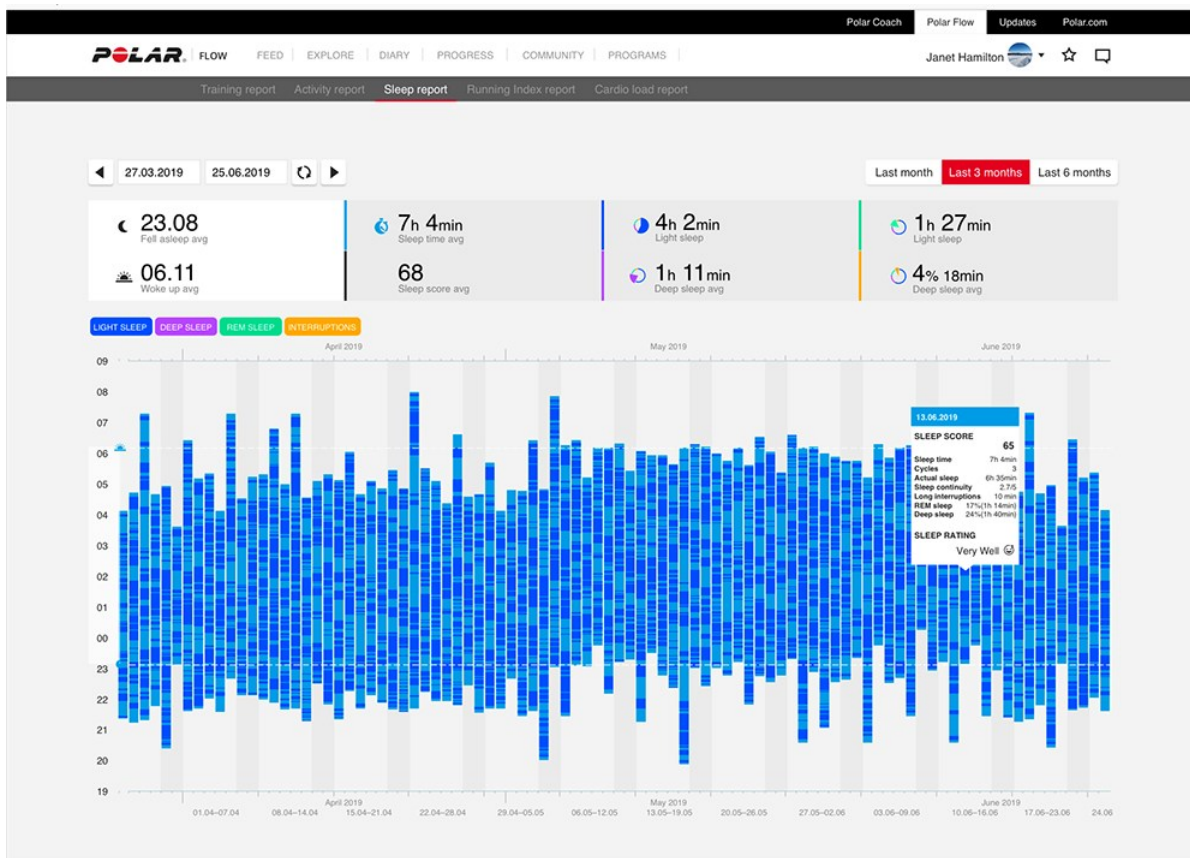 Polar Coach Polar Flow Updates Polar.com
POLAR. FLOW FEED EXPLORE DIARY PROGRESS COMMUNITY PROGRAMS Janet Hamilton
Training report Activity report Sleep report Running Index report Cardio load report
27.03.2019 25.06.2019 Last month Last 3 months Last 6 months
23.08 7h 4min 4h 2min 1h 27min
Fell asleep avg Sleep time avg Light sleep Light sleep
06.11 68 1h 11min 4% 18min
Woke up avg Sleep score avg Deep sleep avg Deep sleep avg
LIGHT SLEEP DEEP SLEEP REM SLEEP INTERRUPTIONS
April 2019 May 2019 June 2019
09
08
07
06
05
04
03
02
01
00
23
22
21
20
19
13.06.2019
SLEEP SCORE
65
Sleep time 7h 4min
Cycles 3
Actual sleep 6h 35min
Sleep continuity 2.7/5
Long interruptions 10 min
REM sleep 17%(1h 14min)
Deep sleep 24%(1h 40min)
SLEEP RATING
Very Well
April 2019 May 2019 June 2019
01.04–07.04 08.04–14.04 15.04–21.04 22.04–28.04 29.04–05.05 06.05–12.05 13.05–19.05 20.05–26.05 27.05–02.06 03.06–09.06 10.06–16.06 17.06–23.06 24.06